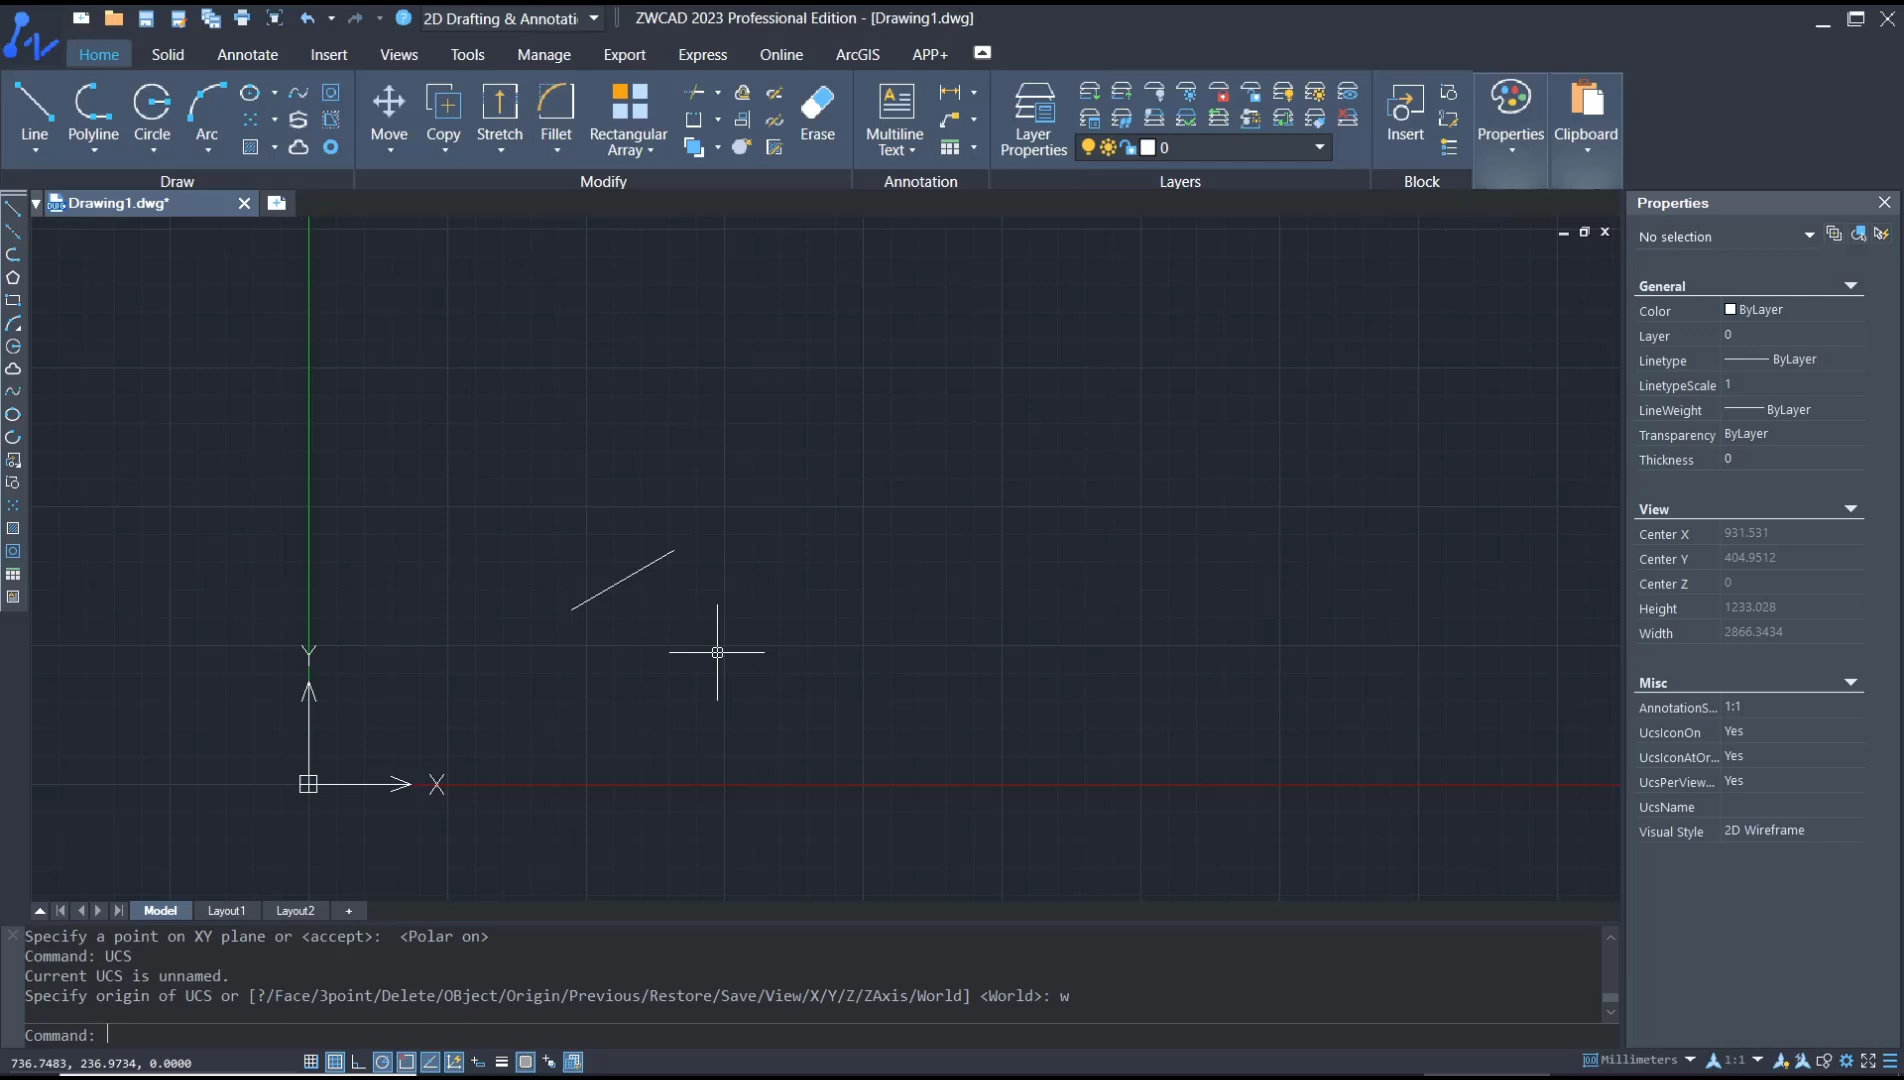 2D Drafting & Annotati
ZWCAD 2023 Professional Edition - [Drawing1.dwg]
Home Solid Annotate Insert Views Tools Manage Export Express Online ArcGIS APP+
Line Polyline Circle Arc
Move Copy Stretch Fillet Rectangular Array Erase
Multiline Text
Layer Properties
0
Insert
Properties
Clipboard
Draw Modify Annotation Layers Block
Drawing1.dwg*
Properties
No selection
General
Color ByLayer
Layer 0
Linetype ByLayer
LinetypeScale 1
LineWeight ByLayer
Transparency ByLayer
Thickness 0
View
Center X 931.531
Center Y 404.9512
Center Z 0
Height 1233.028
Width 2866.3434
Misc
AnnotationS... 1:1
UcsIconOn Yes
UcsIconAtOr... Yes
UcsPerView... Yes
UcsName
Visual Style 2D Wireframe
Y
X
Model Layout1 Layout2 +
Specify a point on XY plane or <accept>:  <Polar on>
Command: UCS
Current UCS is unnamed.
Specify origin of UCS or [?/Face/3point/Delete/OBject/Origin/Previous/Restore/Save/View/X/Y/Z/ZAxis/World] <World>: w
Command:
736.7483, 236.9734, 0.0000
Millimeters 1:1